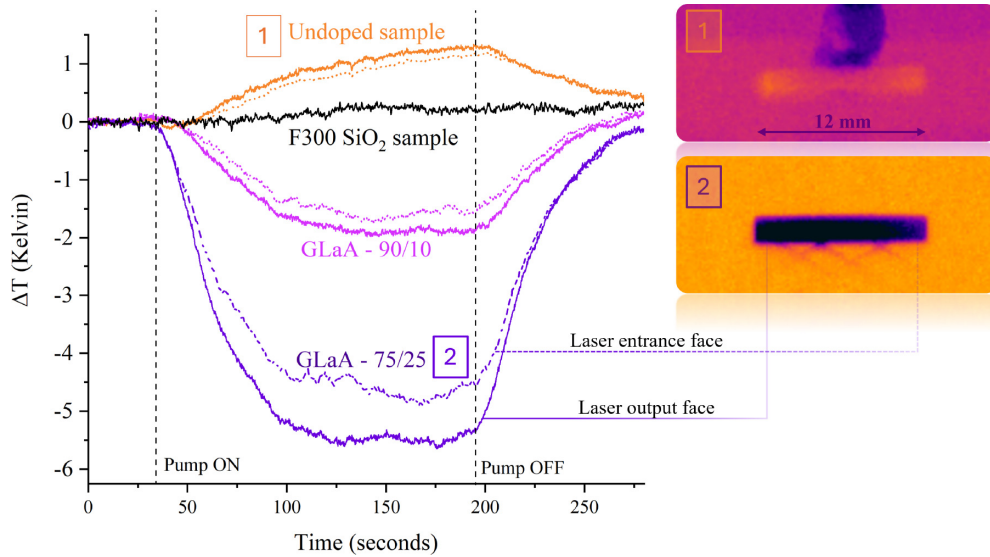 1
Undoped sample
F300 SiO₂ sample
GLaA - 90/10
GLaA - 75/25
2
Pump ON
Pump OFF
1
0
-1
-2
-3
-4
-5
-6
ΔT (Kelvin)
0
50
100
150
200
250
Time (seconds)
1
12 mm
2
Laser entrance face
Laser output face